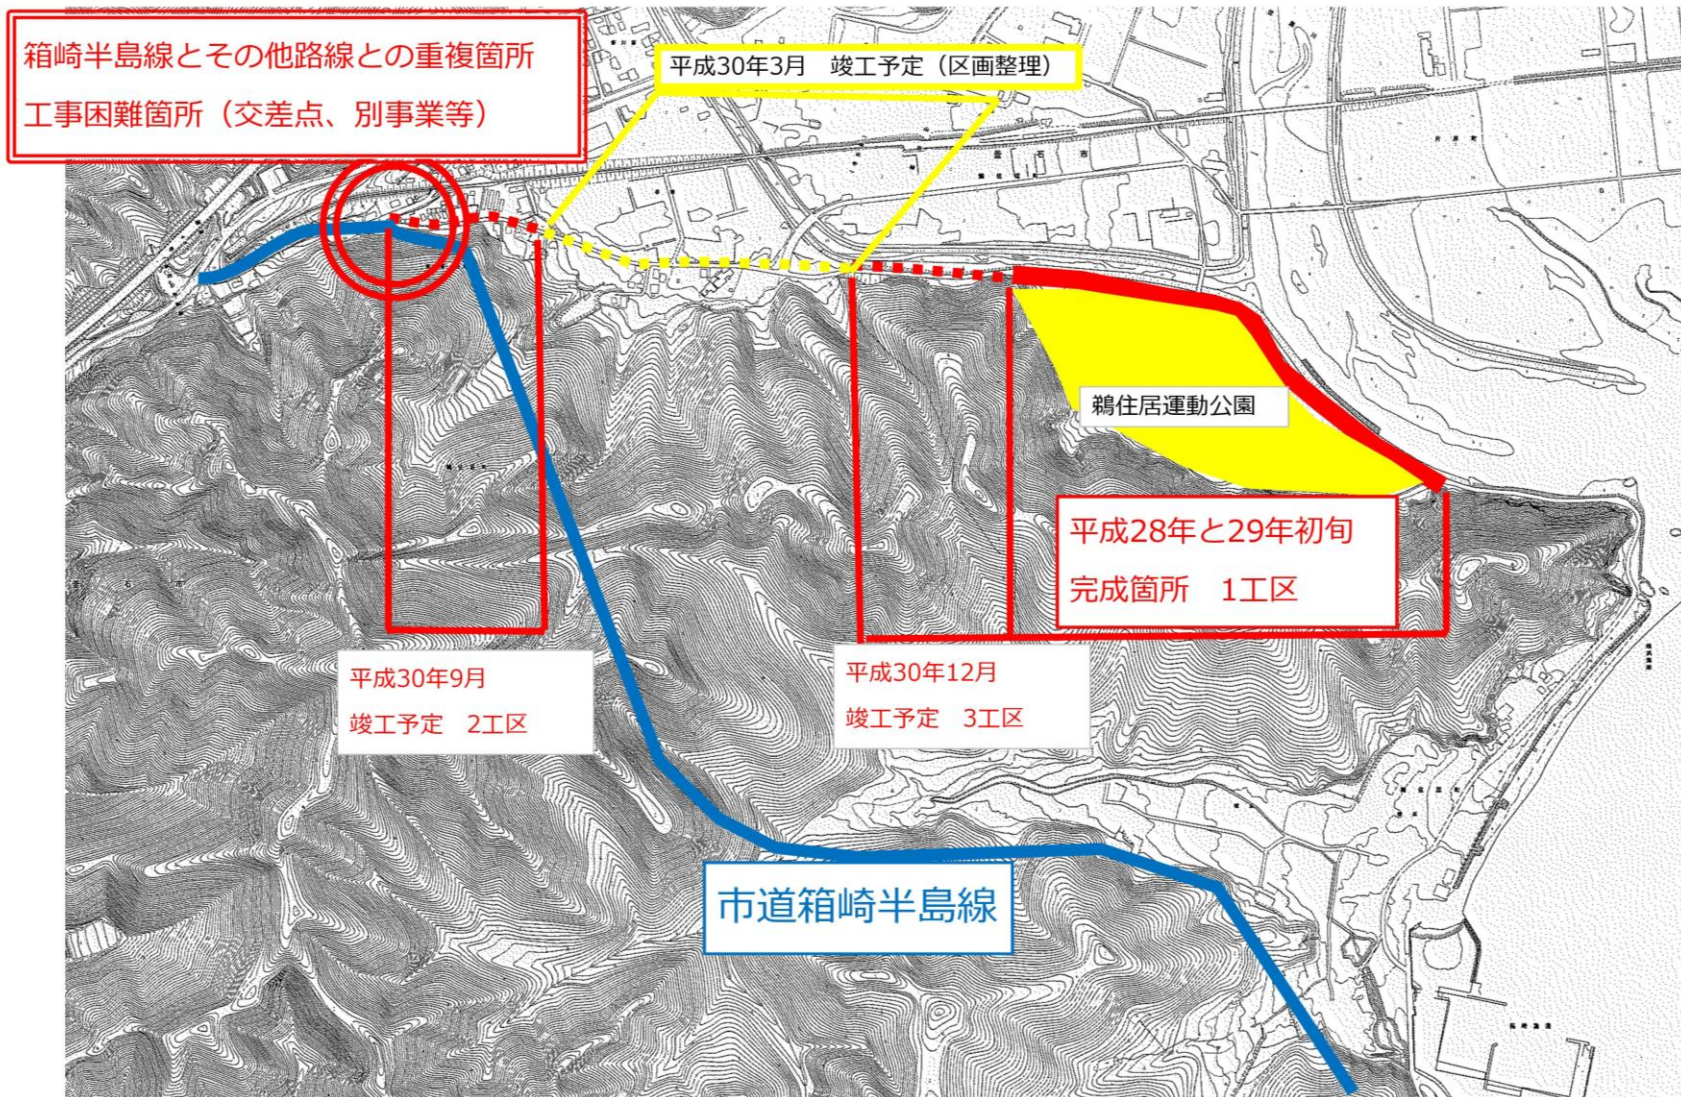 箱崎半島線とその他路線との重複箇所
工事困難箇所（交差点、別事業等）
平成30年3月　竣工予定（区画整理）
鵜住居運動公園
平成28年と29年初旬
完成箇所　1工区
平成30年9月
竣工予定　2工区
平成30年12月
竣工予定　3工区
市道箱崎半島線